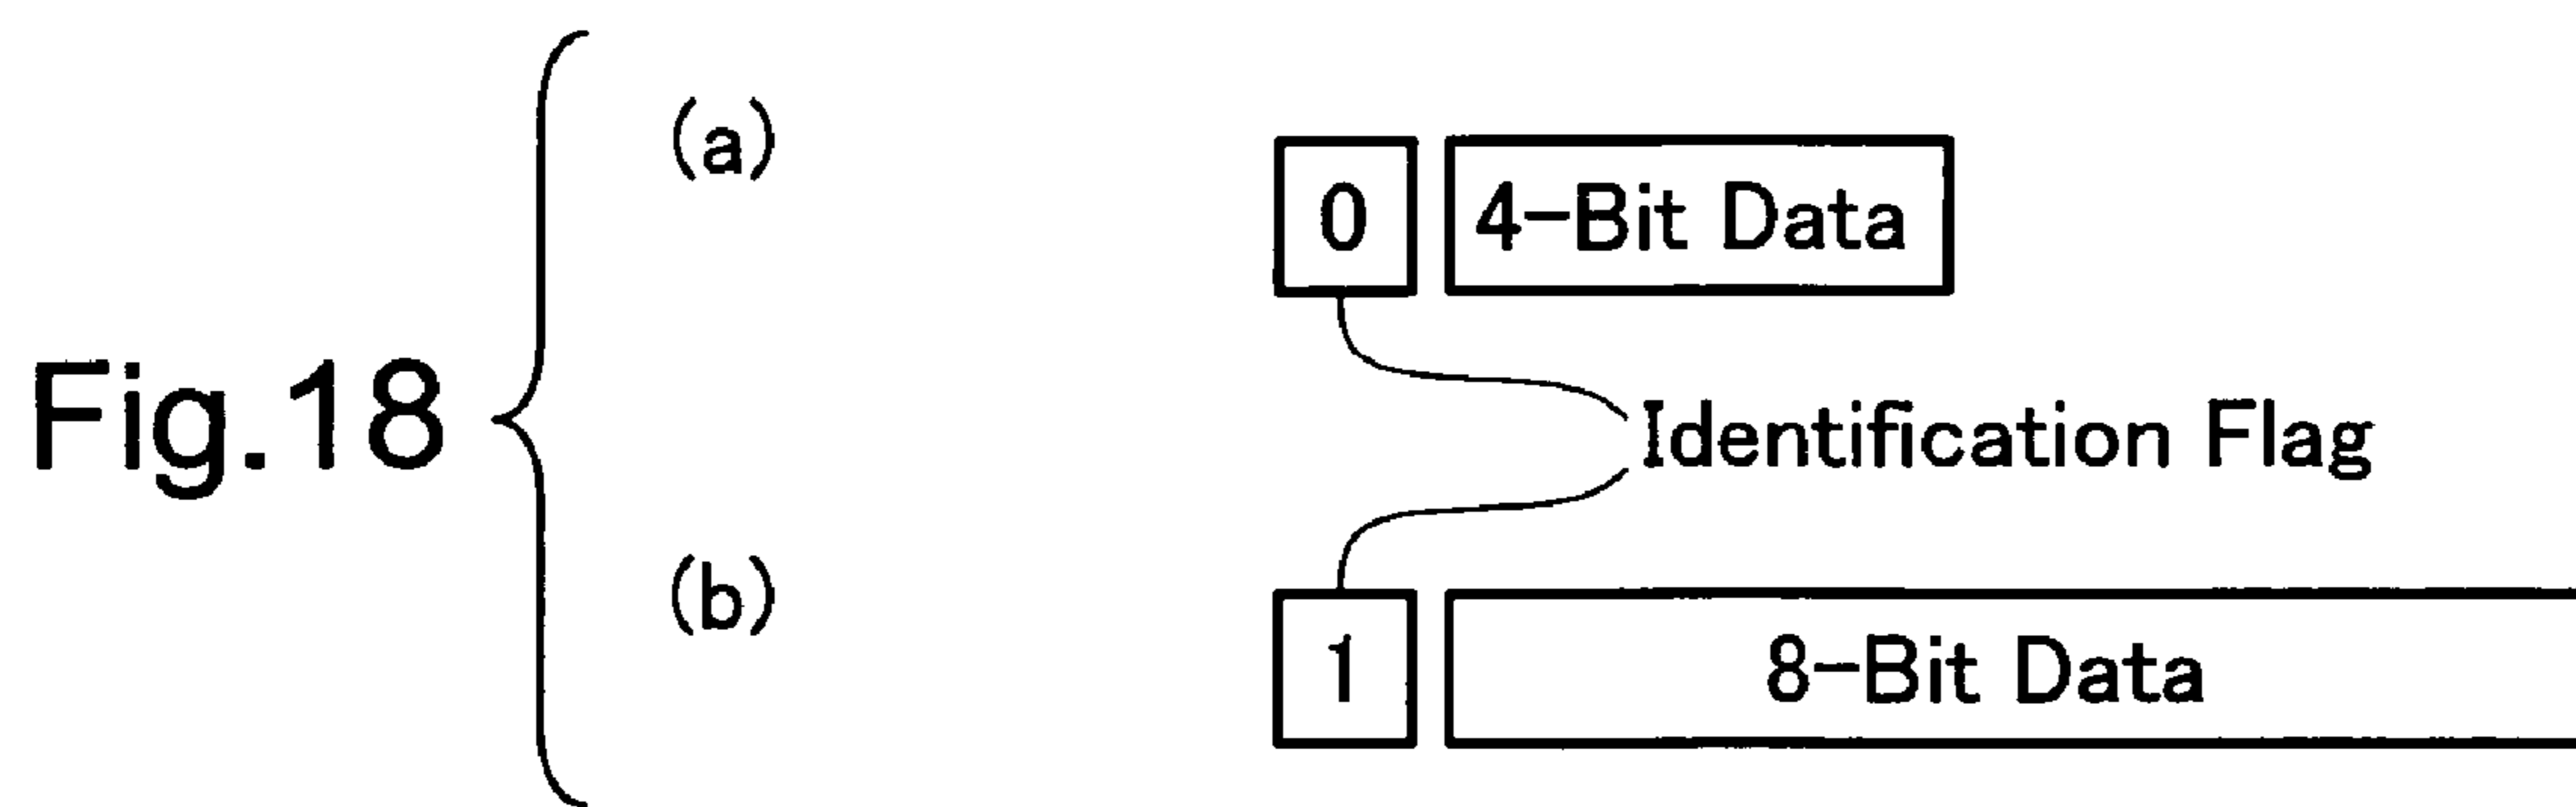 (a)
0 4-Bit Data
Fig.18
Identification Flag
(b)
1 8-Bit Data